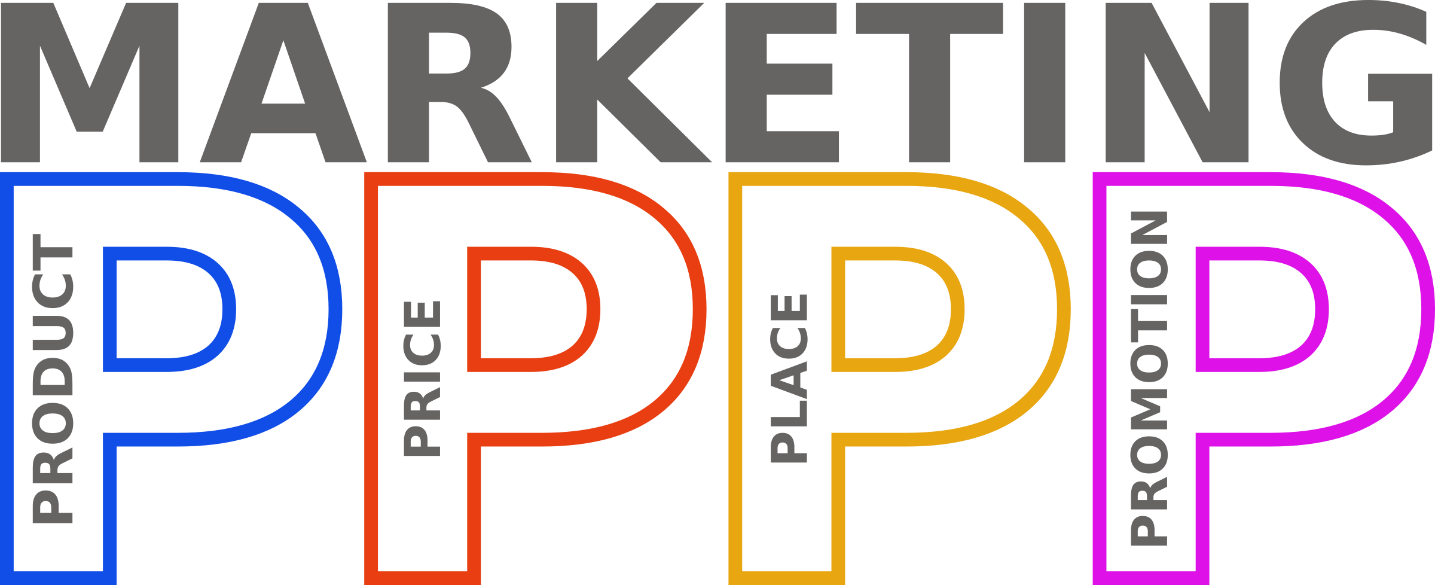 MARKETING
P P P P
PRODUCT
PRICE
PLACE
PROMOTION